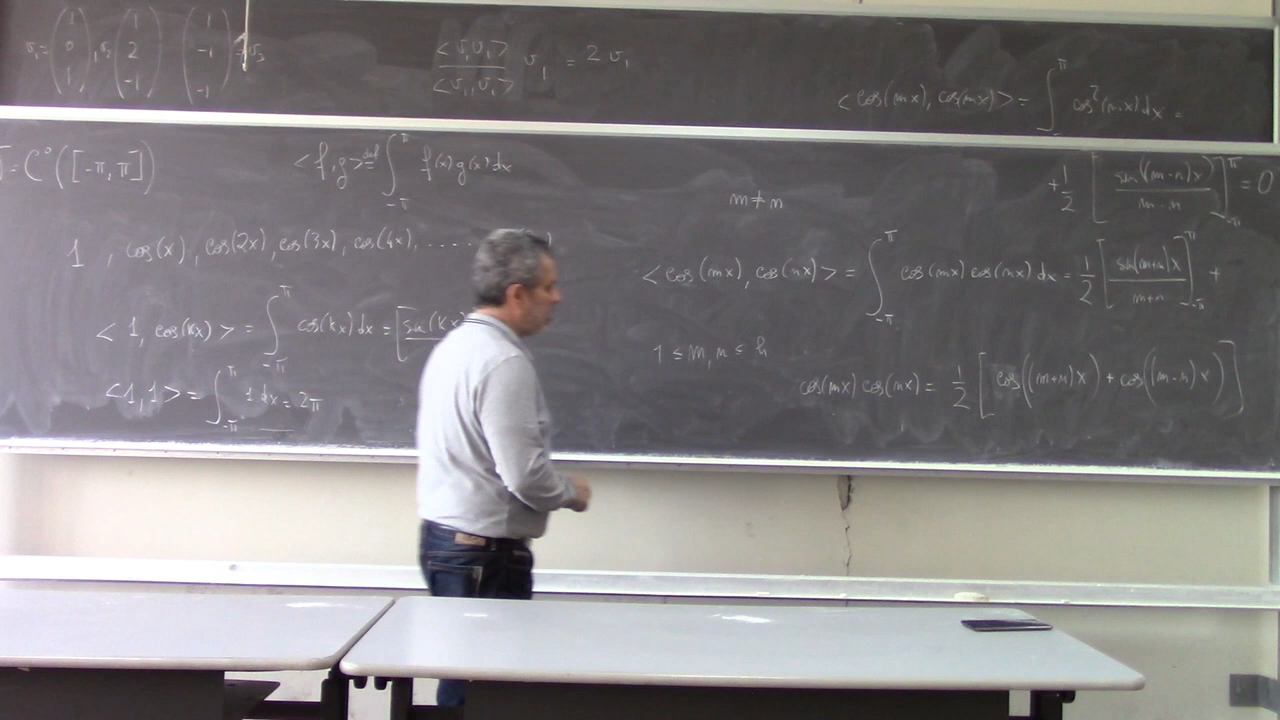 v₁ = (1 0 1), v₂ (1 2 -1) (1 -1 -1) = v₃
<v,v₁> / <v₁,v₁> v₁ = 2 v₁
<cos(mx), cos(mx)> = ∫_{-π}^{π} cos²(mx) dx =
V = C⁰([-π, π])
<f, g> def= ∫_{-π}^{π} f(x) g(x) dx
m ≠ n
+ 1/2 [ sin((m-n)x) / (m-n) ]_{-π}^{π} = 0
1, cos(x), cos(2x), cos(3x), cos(4x), ....
<cos(mx), cos(nx)> = ∫_{-π}^{π} cos(mx) cos(nx) dx = 1/2 [ sin(m+n)x / (m+n) ]_{-π}^{π} +
<1, cos(kx)> = ∫_{-π}^{π} cos(kx) dx = [ sin(kx
1 ≤ m, n ≤ h
<1, 1> = ∫_{-π}^{π} 1 dx = 2π
cos(mx) cos(nx) = 1/2 [ cos((m+n)x) + cos((m-n)x) ]